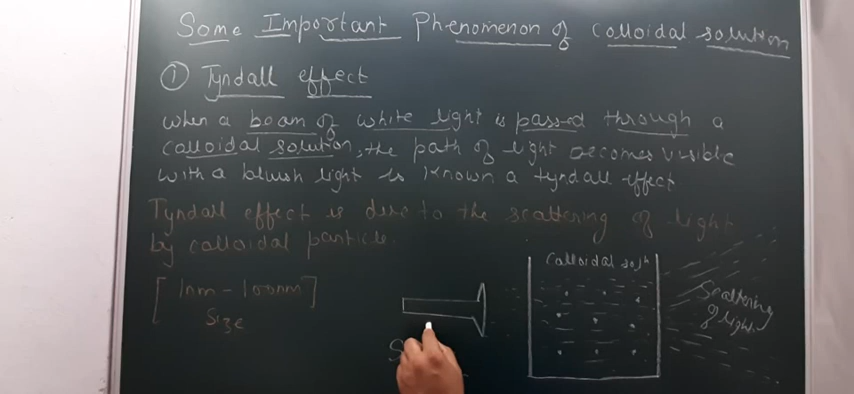 Some Important Phenomenon of colloidal solution
① Tyndall effect
when a beam of white light is passed through a
colloidal solution, the path of light becomes visible
with a bluish light is known a tyndall effect
Tyndall effect is due to the scattering of light
by colloidal particle.
[1nm - 100nm]
Size
Colloidal solⁿ
Scattering
of light
S